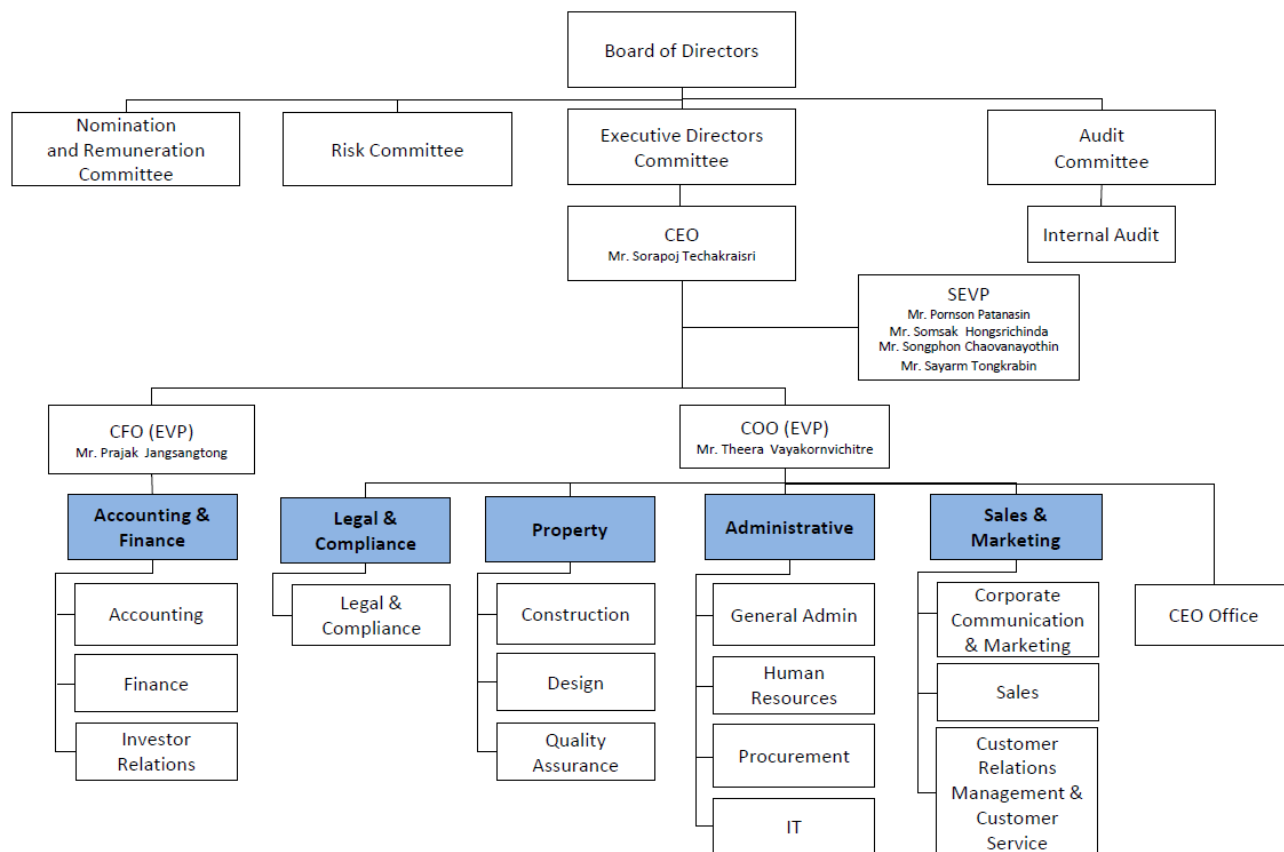 Board of Directors
Nomination
and Remuneration
Committee
Risk Committee
Executive Directors
Committee
Audit
Committee
CEO
Mr. Sorapoj Techakraisri
Internal Audit
SEVP
Mr. Pornson Patanasin
Mr. Somsak Hongsrichinda
Mr. Songphon Chaovanayothin
Mr. Sayarm Tongkrabin
CFO (EVP)
Mr. Prajak Jangsangtong
COO (EVP)
Mr. Theera Vayakornvichitre
Accounting &
Finance
Legal &
Compliance
Property
Administrative
Sales &
Marketing
Accounting
Finance
Investor
Relations
Legal &
Compliance
Construction
Design
Quality
Assurance
General Admin
Human
Resources
Procurement
IT
Corporate
Communication
& Marketing
Sales
Customer
Relations
Management &
Customer
Service
CEO Office